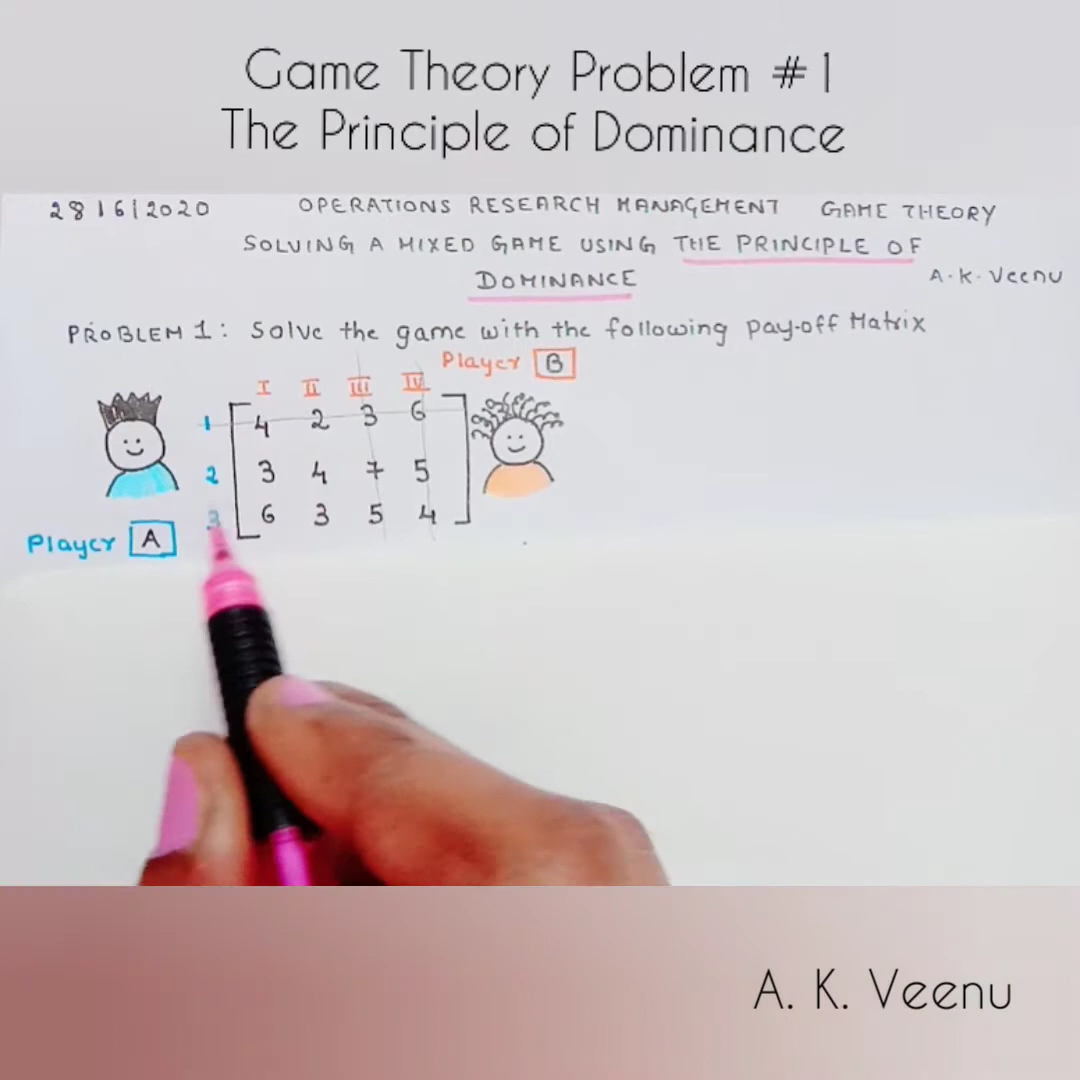 Game Theory Problem #1
The Principle of Dominance
28|6|2020 OPERATIONS RESEARCH MANAGEMENT GAME THEORY
SOLVING A MIXED GAME USING THE PRINCIPLE OF
DOMINANCE A.K.Veenu
PROBLEM 1: Solve the game with the following pay-off Matrix
Player B
I II III IV
1 4 2 3 6
2 3 4 7 5
3 6 3 5 4
Player A
A. K. Veenu